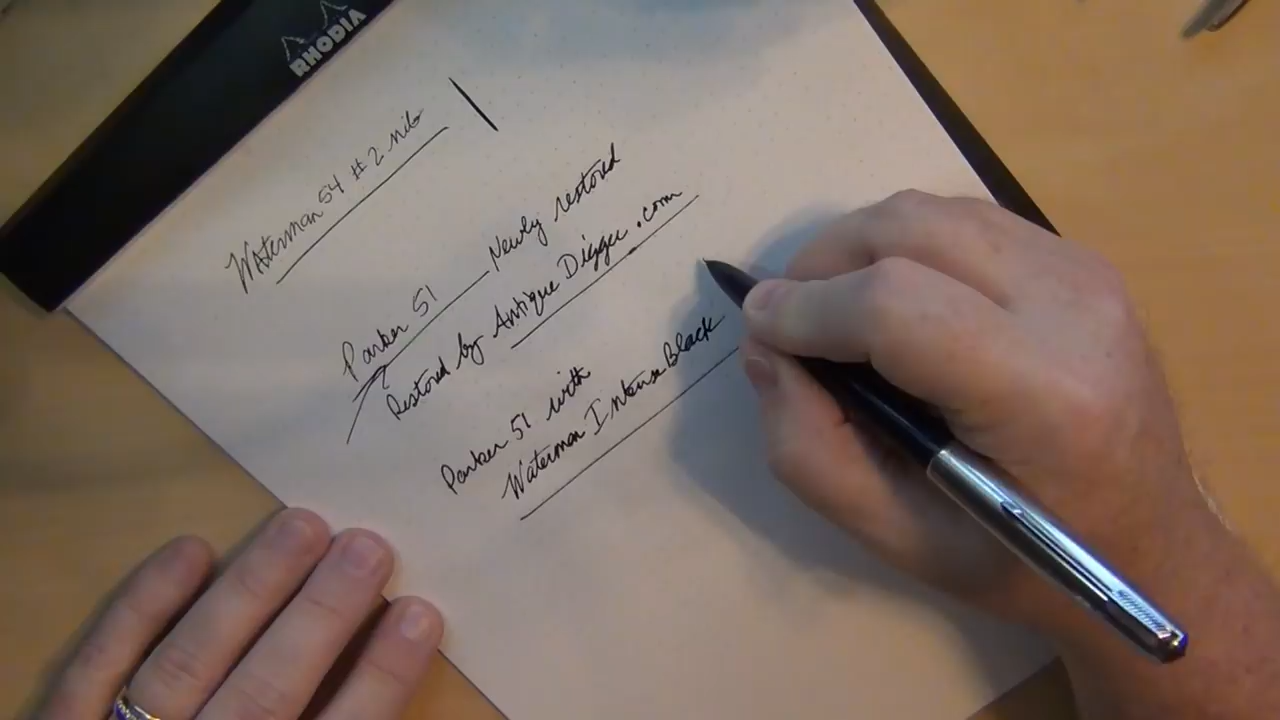 RHODIA
Waterman 54 # 2 nib
Parker 51 Newly restored
Restored by Antique Digger.com
Parker 51 with
Waterman Intense Black